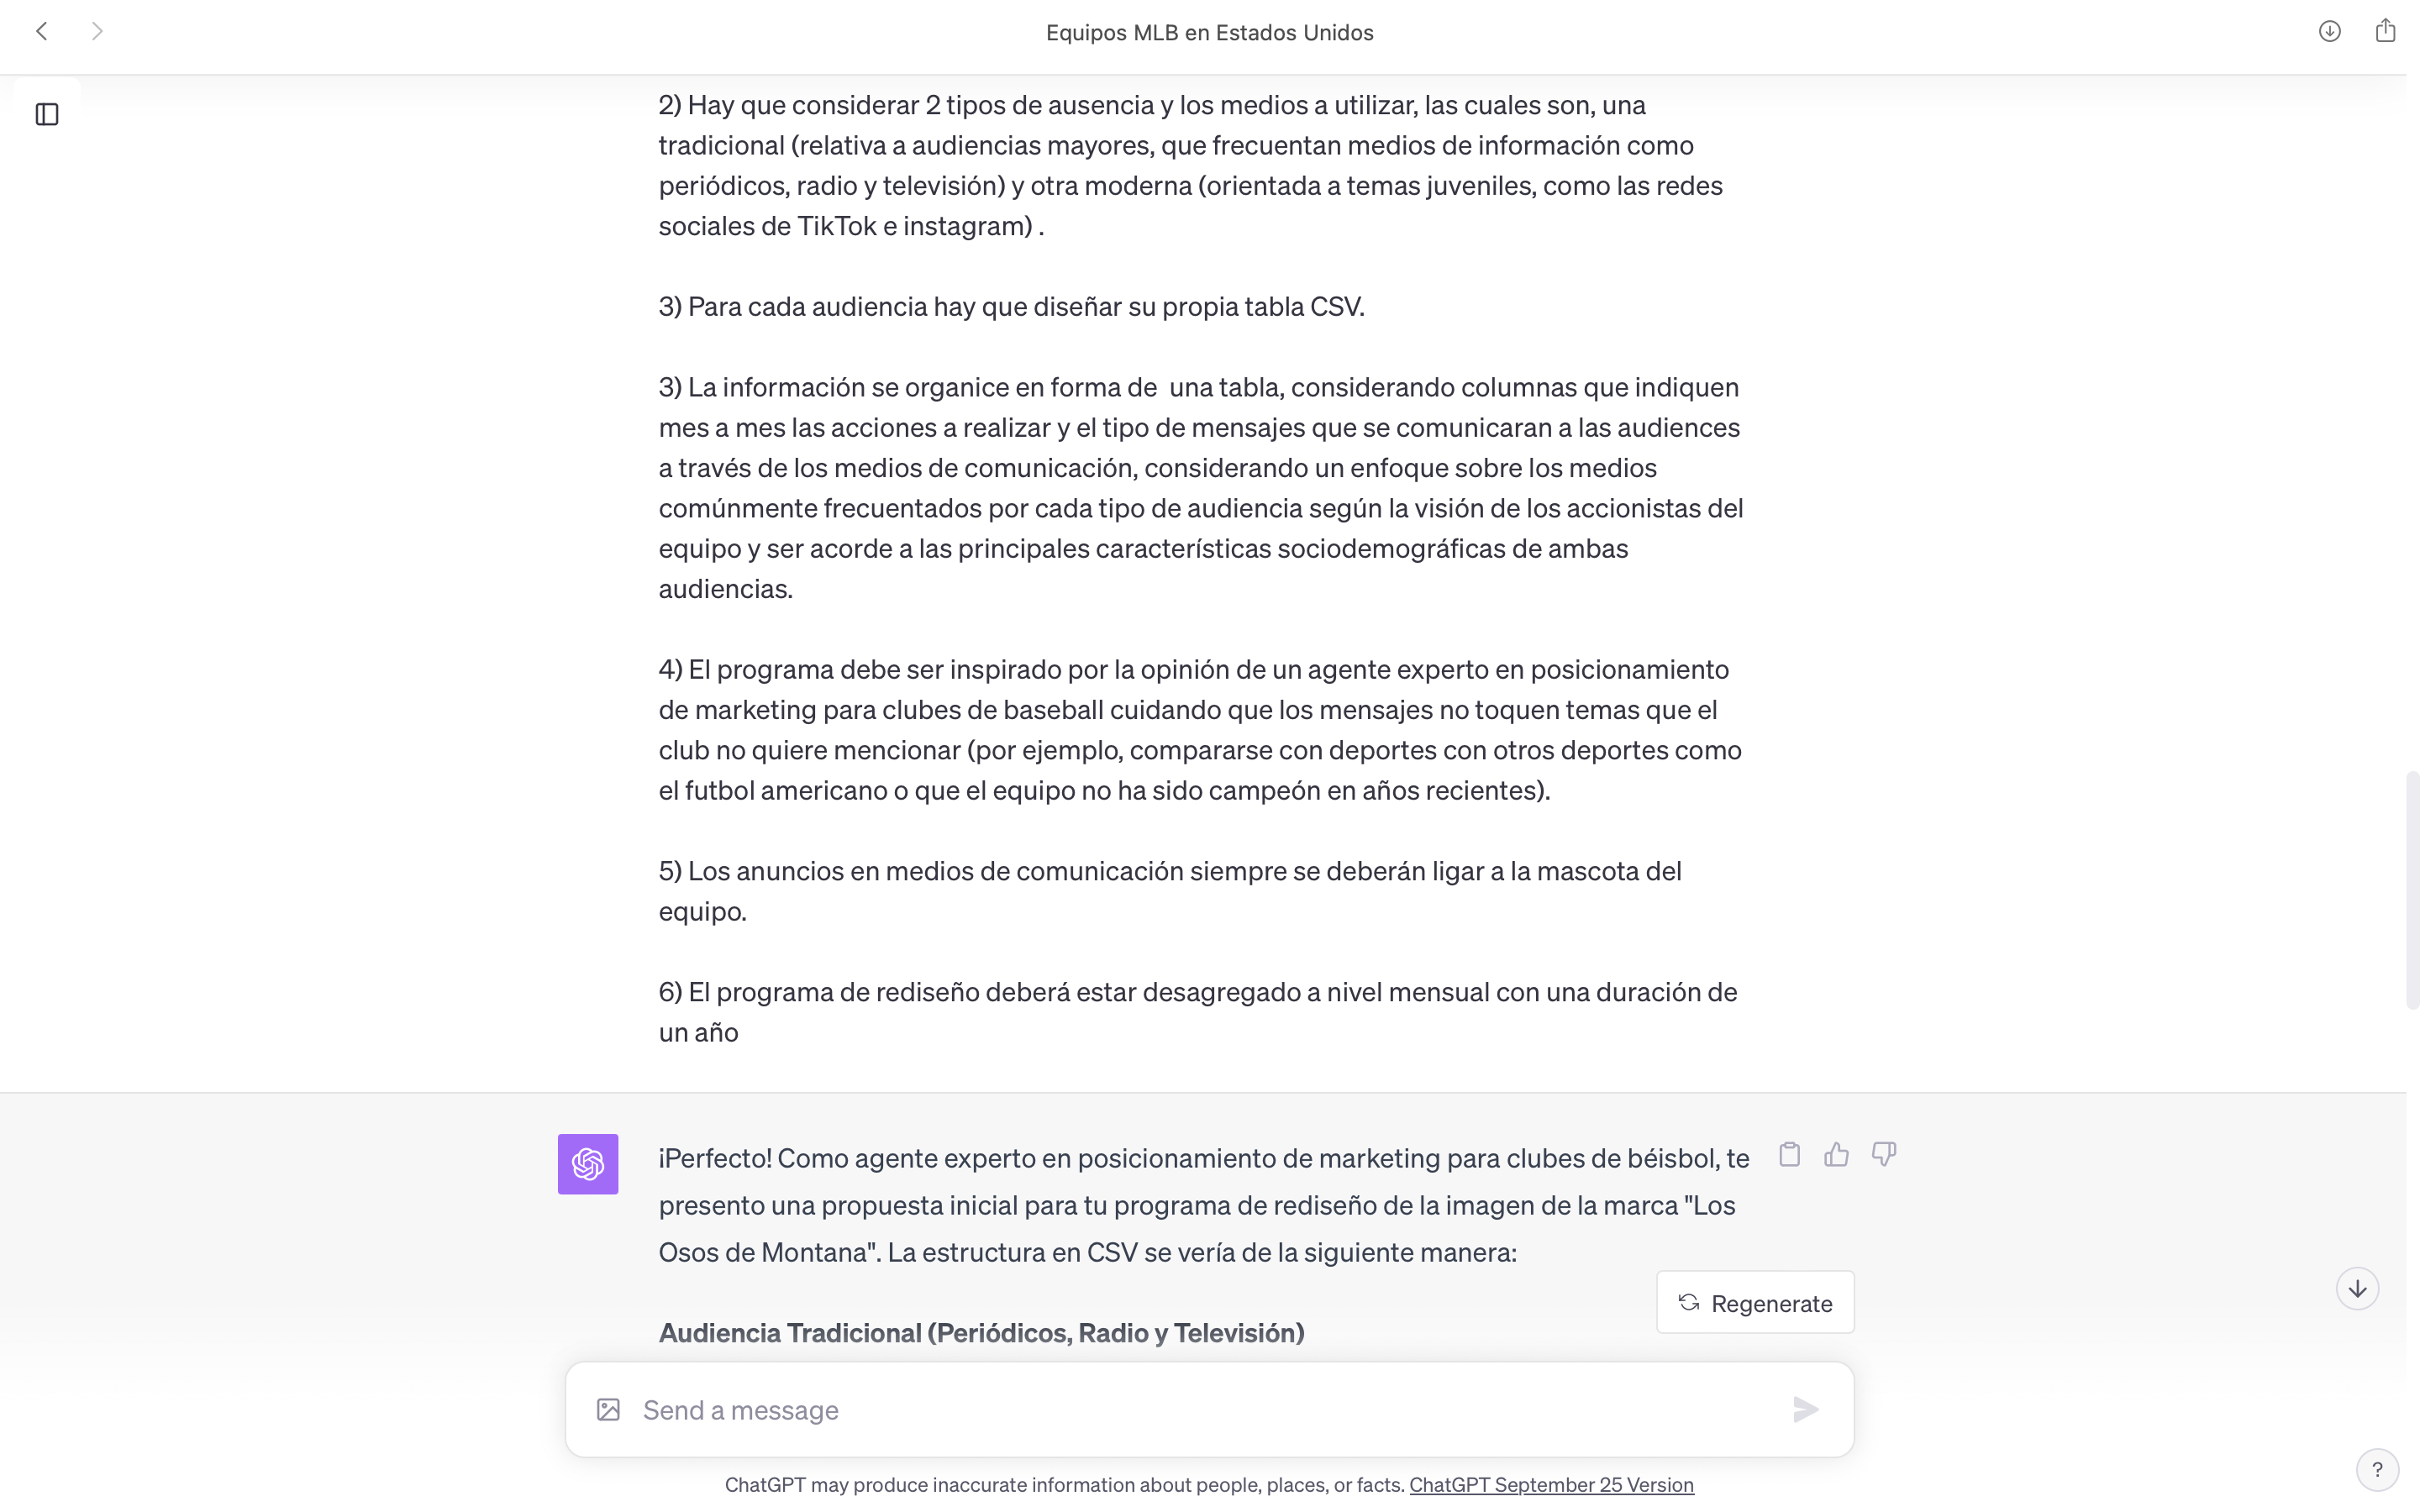 Equipos MLB en Estados Unidos
2) Hay que considerar 2 tipos de ausencia y los medios a utilizar, las cuales son, una
tradicional (relativa a audiencias mayores, que frecuentan medios de información como
periódicos, radio y televisión) y otra moderna (orientada a temas juveniles, como las redes
sociales de TikTok e instagram) .
3) Para cada audiencia hay que diseñar su propia tabla CSV.
3) La información se organice en forma de  una tabla, considerando columnas que indiquen
mes a mes las acciones a realizar y el tipo de mensajes que se comunicaran a las audiences
a través de los medios de comunicación, considerando un enfoque sobre los medios
comúnmente frecuentados por cada tipo de audiencia según la visión de los accionistas del
equipo y ser acorde a las principales características sociodemográficas de ambas
audiencias.
4) El programa debe ser inspirado por la opinión de un agente experto en posicionamiento
de marketing para clubes de baseball cuidando que los mensajes no toquen temas que el
club no quiere mencionar (por ejemplo, compararse con deportes con otros deportes como
el futbol americano o que el equipo no ha sido campeón en años recientes).
5) Los anuncios en medios de comunicación siempre se deberán ligar a la mascota del
equipo.
6) El programa de rediseño deberá estar desagregado a nivel mensual con una duración de
un año
¡Perfecto! Como agente experto en posicionamiento de marketing para clubes de béisbol, te
presento una propuesta inicial para tu programa de rediseño de la imagen de la marca "Los
Osos de Montana". La estructura en CSV se vería de la siguiente manera:
Regenerate
Audiencia Tradicional (Periódicos, Radio y Televisión)
Send a message
ChatGPT may produce inaccurate information about people, places, or facts. ChatGPT September 25 Version
?